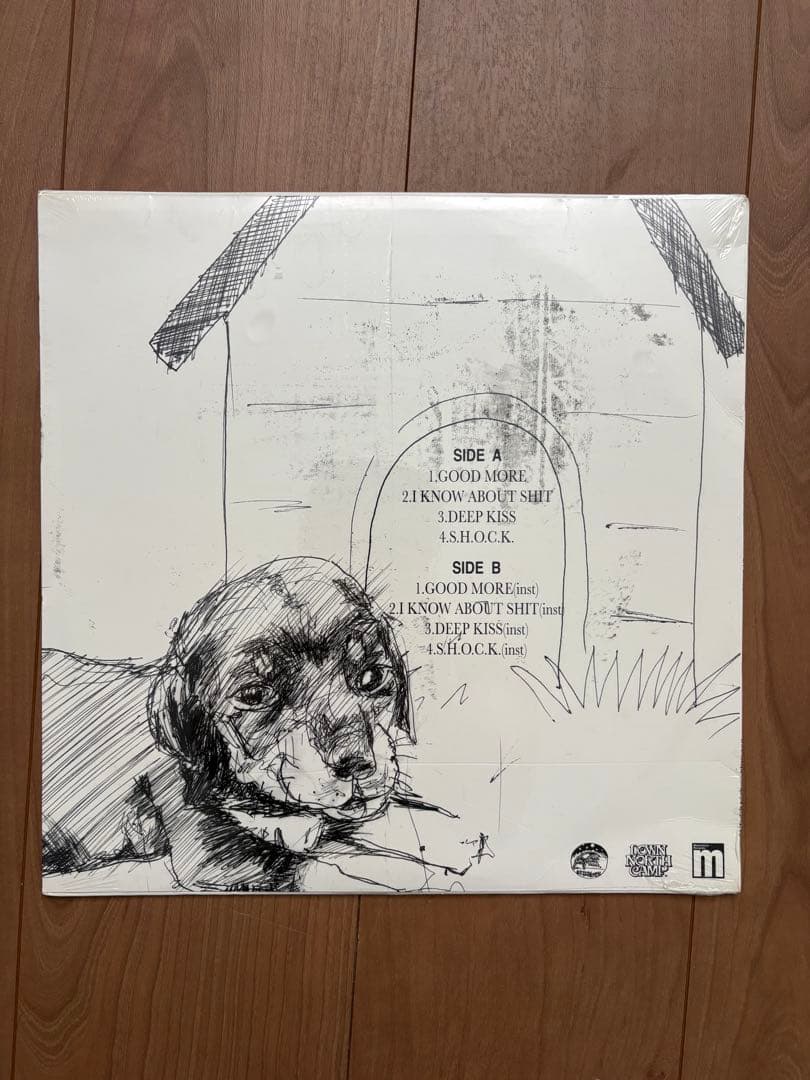 SIDE A
1.GOOD MORE
2.I KNOW ABOUT SHIT
3.DEEP KISS
4.S.H.O.C.K.
SIDE B
1.GOOD MORE(inst)
2.I KNOW ABOUT SHIT(inst
3.DEEP KISS(inst)
4.S.H.O.C.K.(inst)
DOWN
NORTH
CAMP
m